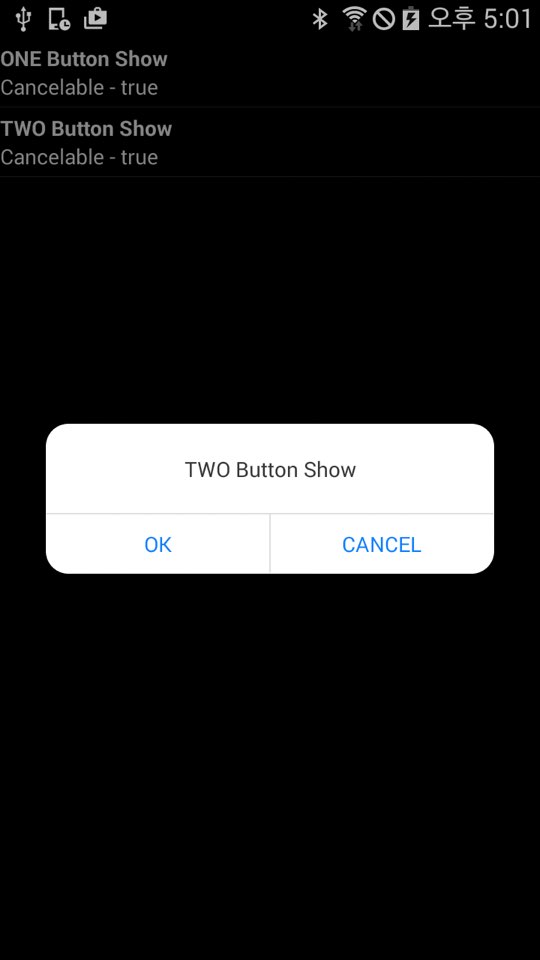 오후 5:01
ONE Button Show
Cancelable - true
TWO Button Show
Cancelable - true
TWO Button Show
OK
CANCEL